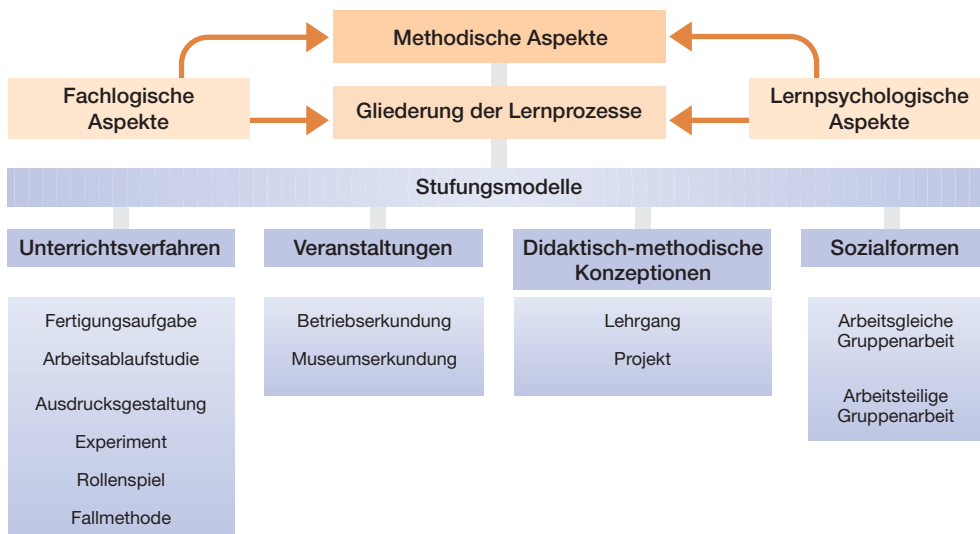 Methodische Aspekte
Fachlogische
Aspekte
Gliederung der Lernprozesse
Lernpsychologische
Aspekte
Stufungsmodelle
Unterrichtsverfahren
Veranstaltungen
Didaktisch-methodische
Konzeptionen
Sozialformen
Fertigungsaufgabe
Arbeitsablaufstudie
Ausdrucksgestaltung
Experiment
Rollenspiel
Fallmethode
Betriebserkundung
Museumserkundung
Lehrgang
Projekt
Arbeitsgleiche
Gruppenarbeit
Arbeitsteilige
Gruppenarbeit